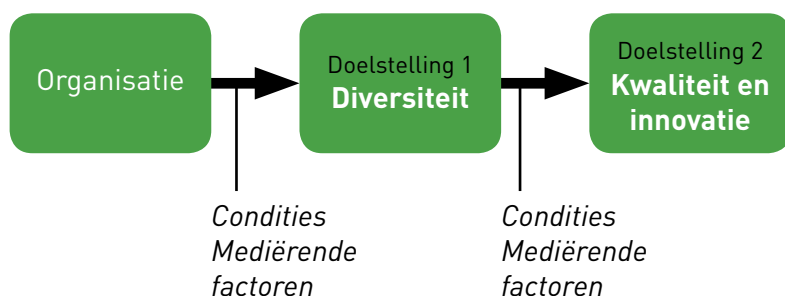 Organisatie
Doelstelling 1
Diversiteit
Doelstelling 2
Kwaliteit en
innovatie
Condities
Mediërende
factoren
Condities
Mediërende
factoren